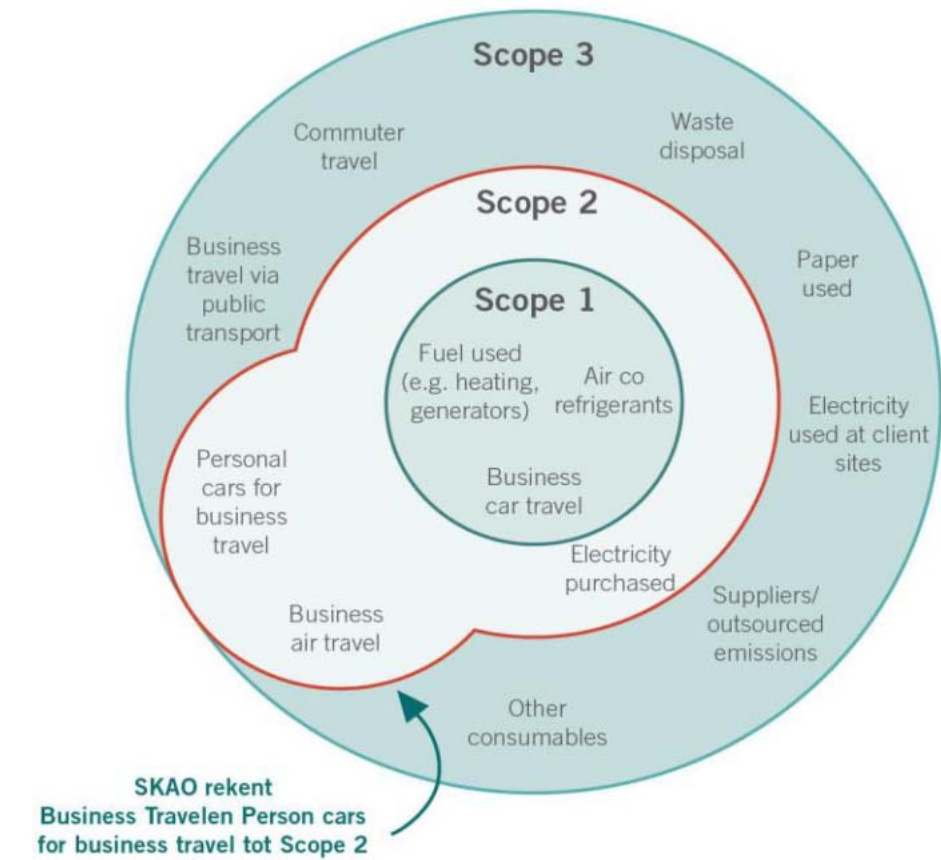 Scope 3
Commuter
travel
Waste
disposal
Scope 2
Business
travel via
public
transport
Paper
used
Scope 1
Fuel used
(e.g. heating,
generators)
Air co
refrigerants
Electricity
used at client
sites
Personal
cars for
business
travel
Business
car travel
Electricity
purchased
Business
air travel
Suppliers/
outsourced
emissions
Other
consumables
SKAO rekent
Business Travelen Person cars
for business travel tot Scope 2